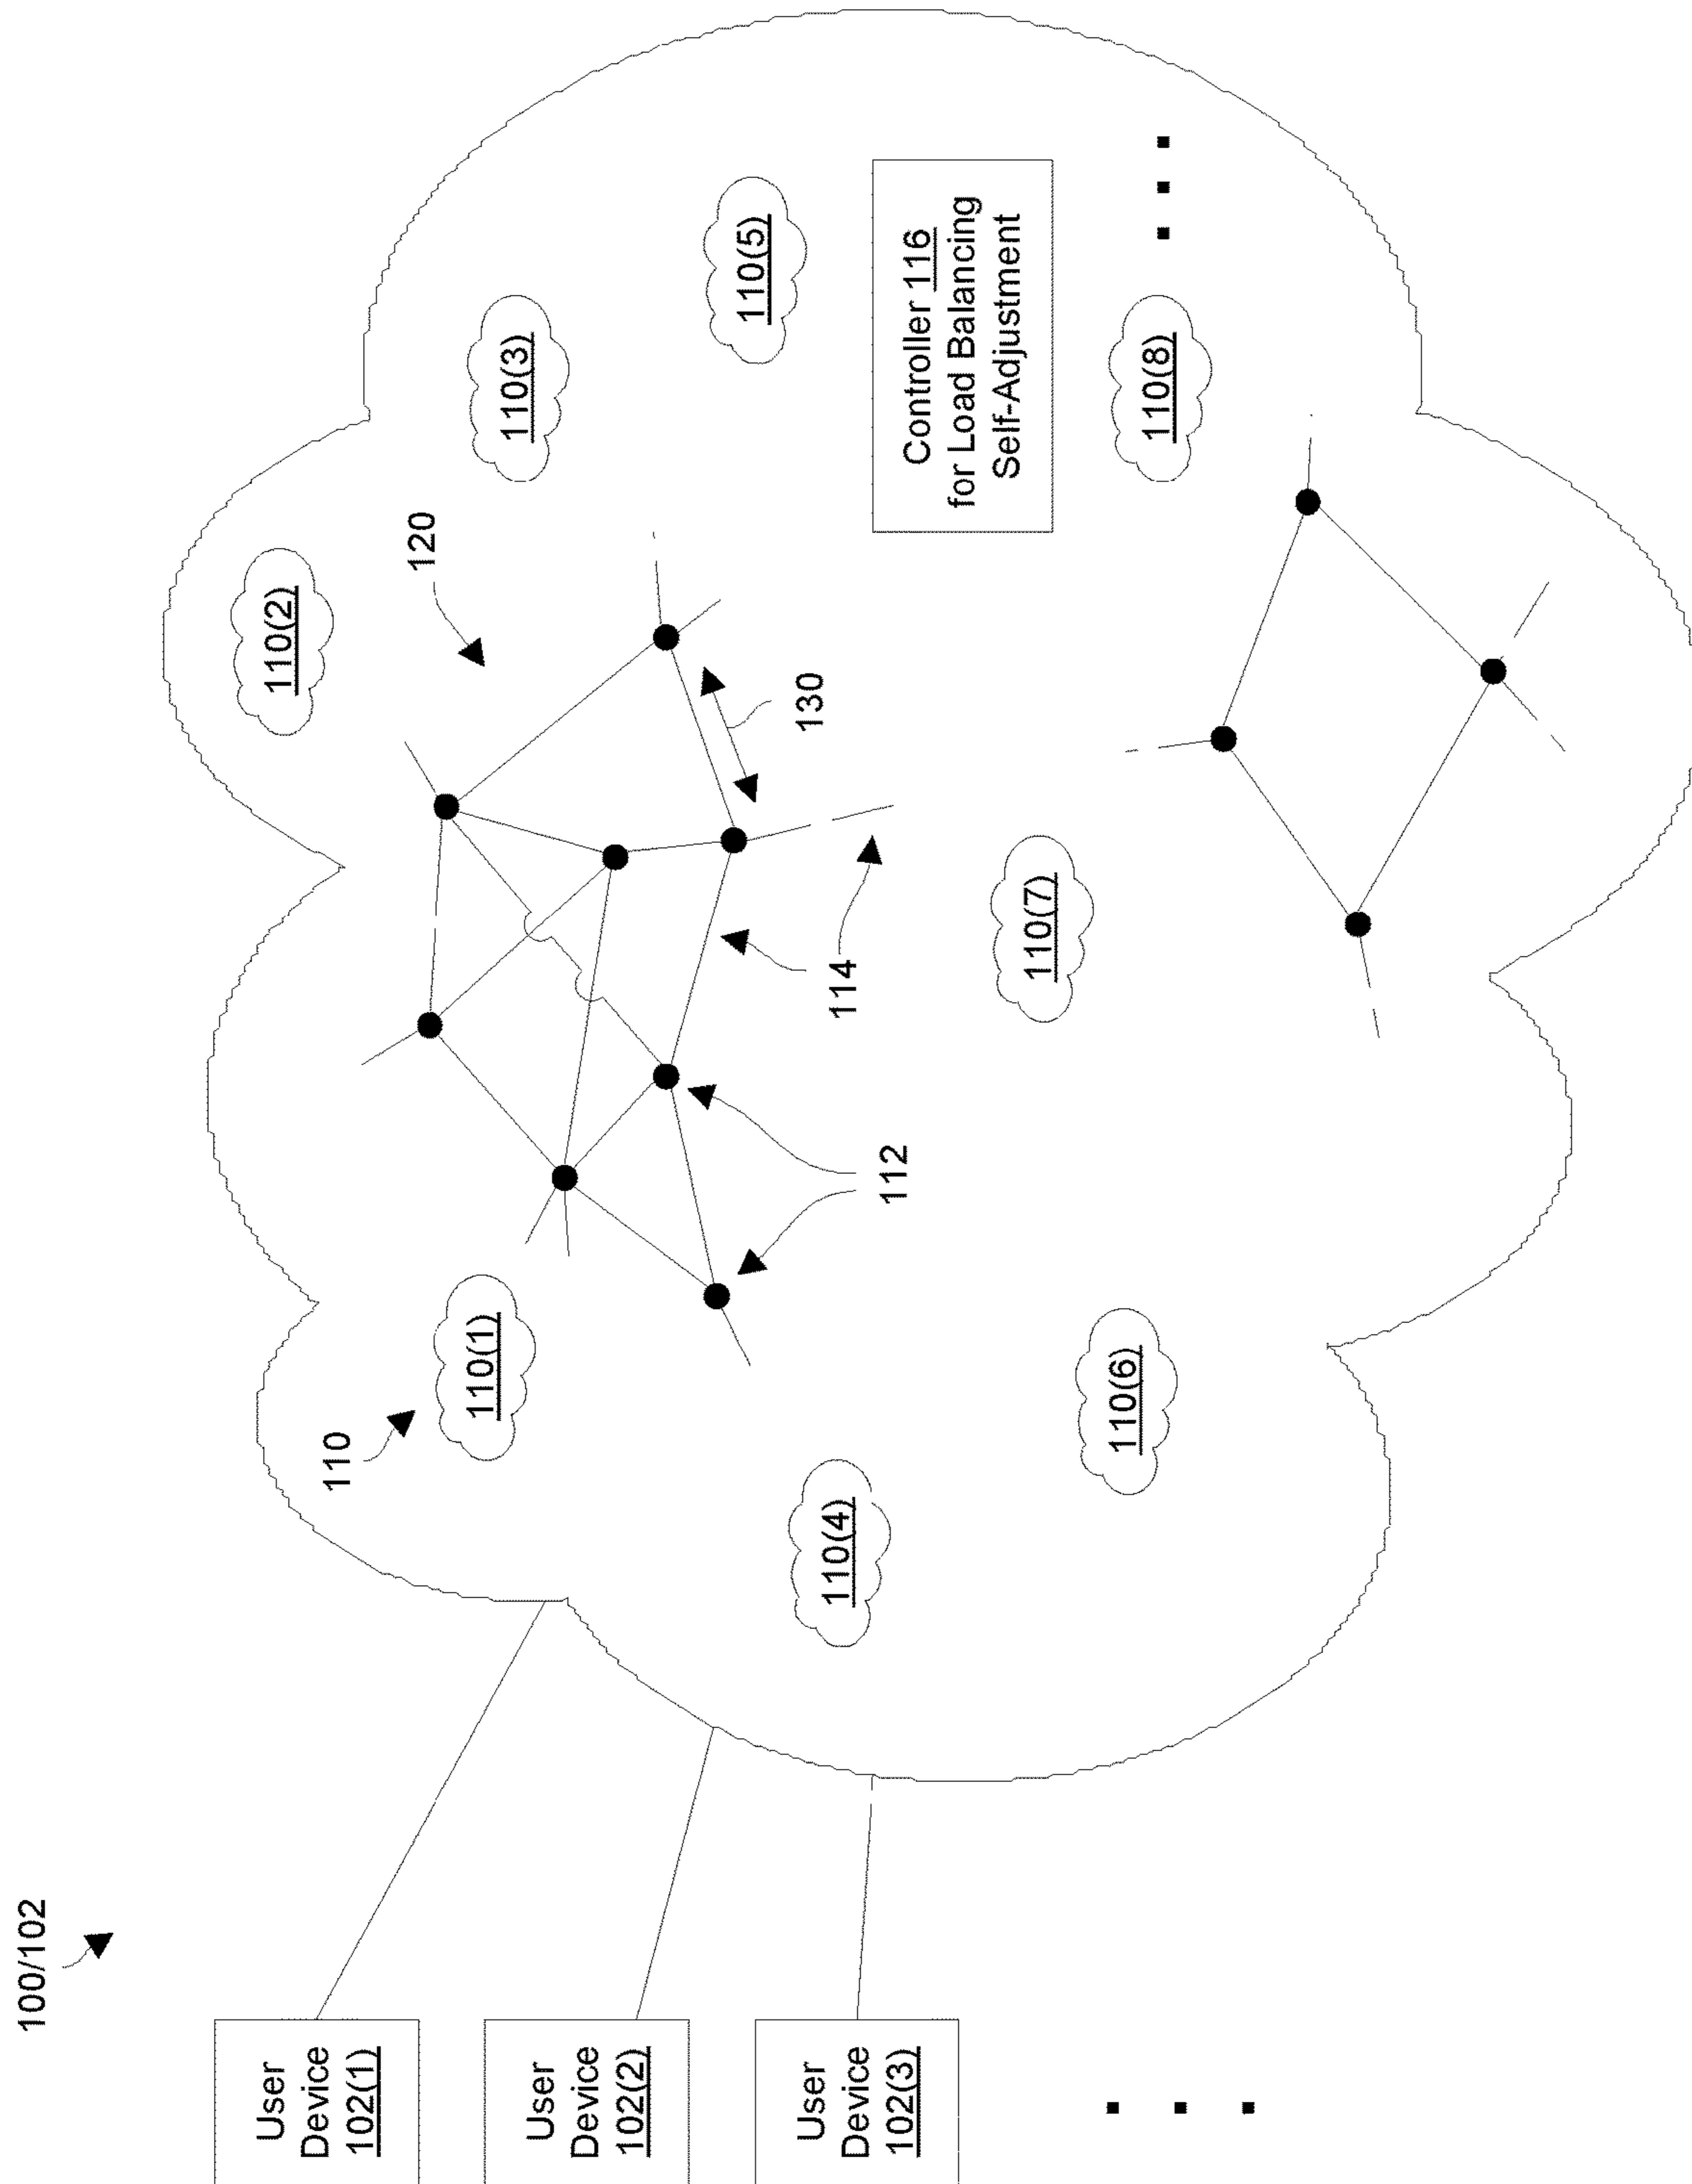 100/102
User
Device
102(1)
User
Device
102(2)
User
Device
102(3)
110
110(1)
110(2)
120
110(3)
110(4)
112
114
130
110(5)
110(6)
110(7)
Controller 116
for Load Balancing
Self-Adjustment
110(8)